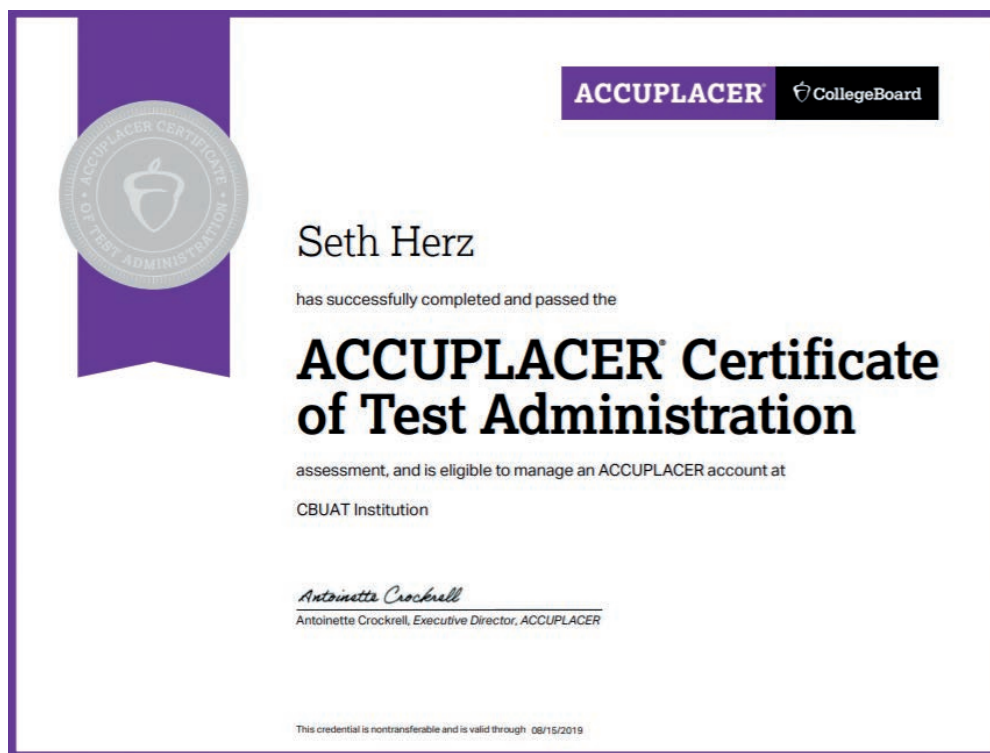 ACCUPLACER® CollegeBoard
ACCUPLACER CERTIFICATE
OF TEST ADMINISTRATION
Seth Herz
has successfully completed and passed the
ACCUPLACER® Certificate
of Test Administration
assessment, and is eligible to manage an ACCUPLACER account at
CBUAT Institution
Antoinette Crockrell
Antoinette Crockrell, Executive Director, ACCUPLACER
This credential is nontransferable and is valid through 08/15/2019